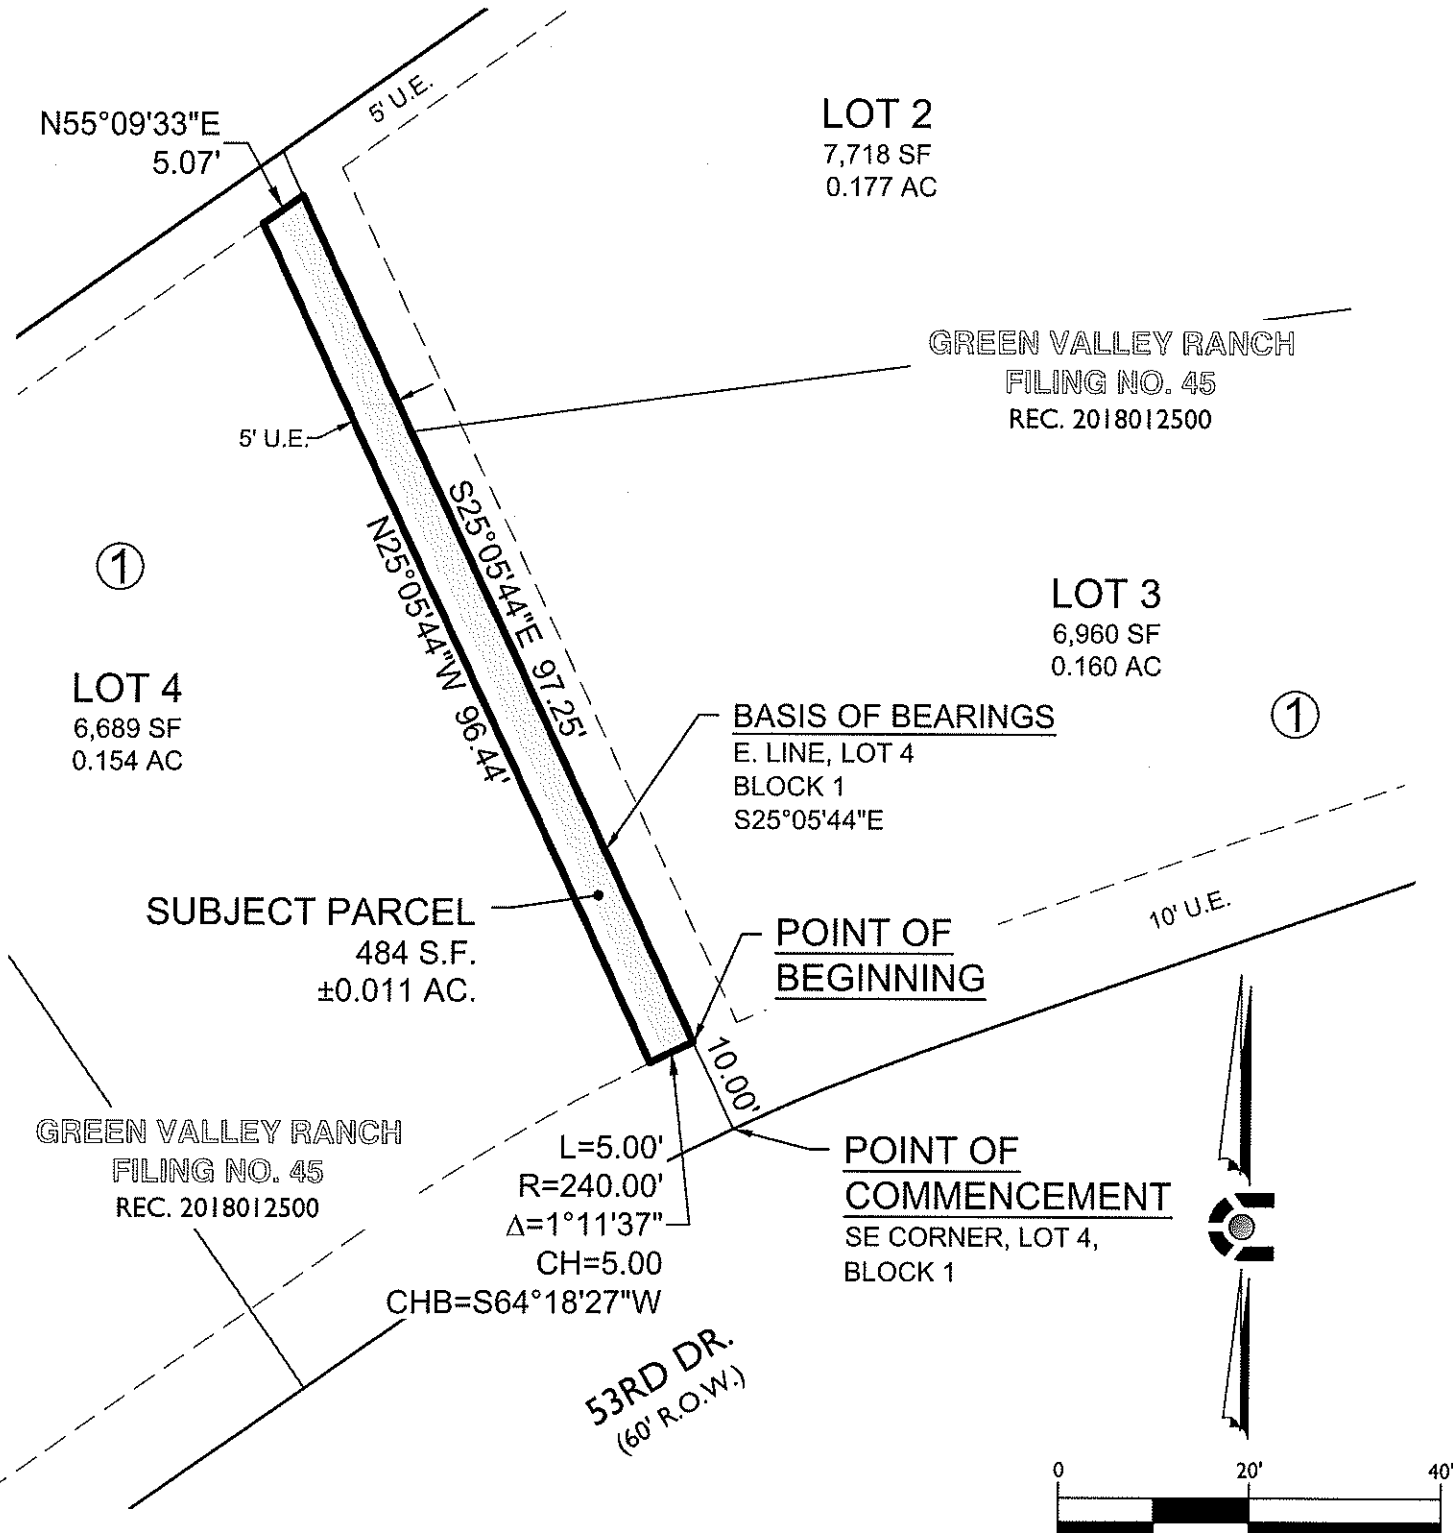 5' U.E.
N55°09'33"E
5.07'
LOT 2
7,718 SF
0.177 AC
GREEN VALLEY RANCH
FILING NO. 45
REC. 2018012500
5' U.E.
S25°05'44"E 97.25'
N25°05'44"W 96.44'
1
LOT 3
6,960 SF
0.160 AC
LOT 4
6,689 SF
0.154 AC
1
BASIS OF BEARINGS
E. LINE, LOT 4
BLOCK 1
S25°05'44"E
SUBJECT PARCEL
484 S.F.
±0.011 AC.
10' U.E.
POINT OF
BEGINNING
10.00'
GREEN VALLEY RANCH
FILING NO. 45
REC. 2018012500
L=5.00'
R=240.00'
Δ=1°11'37"
CH=5.00
CHB=S64°18'27"W
POINT OF
COMMENCEMENT
SE CORNER, LOT 4,
BLOCK 1
53RD DR.
(60' R.O.W.)
0 20' 40'